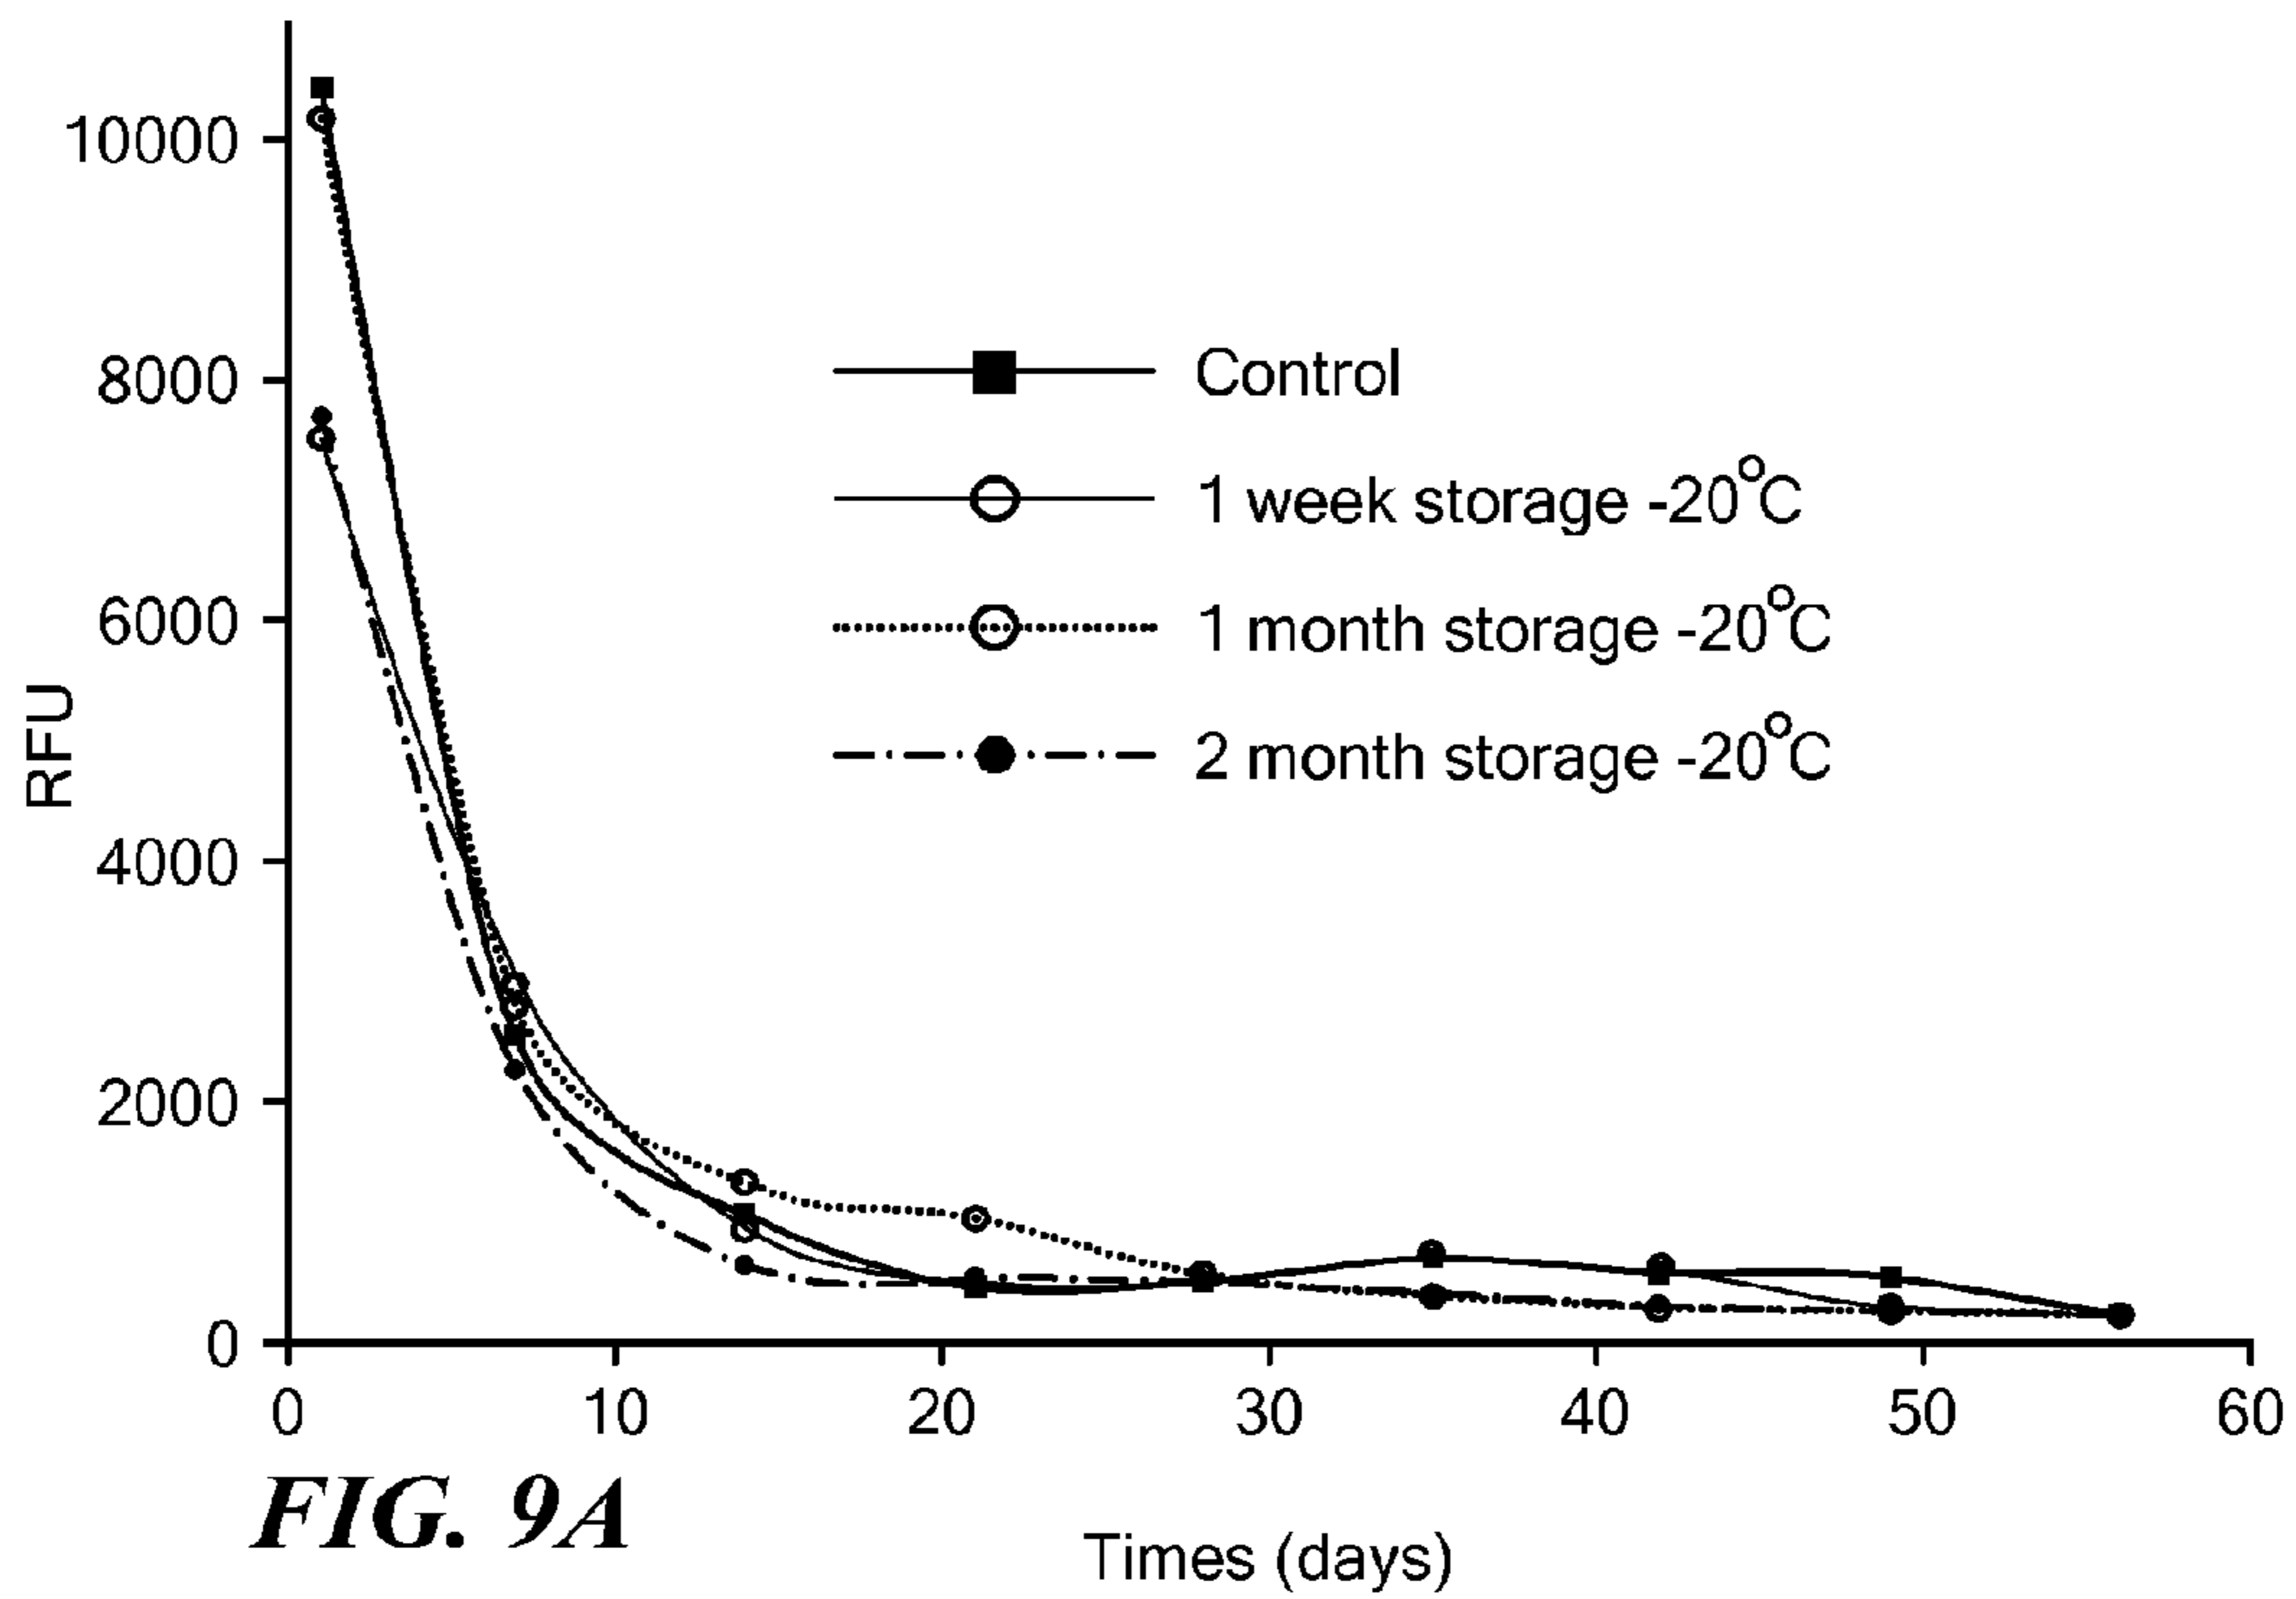 10000
8000
6000
4000
2000
0
RFU
Control
1 week storage -20°C
1 month storage -20°C
2 month storage -20°C
0 10 20 30 40 50 60
FIG. 9A
Times (days)